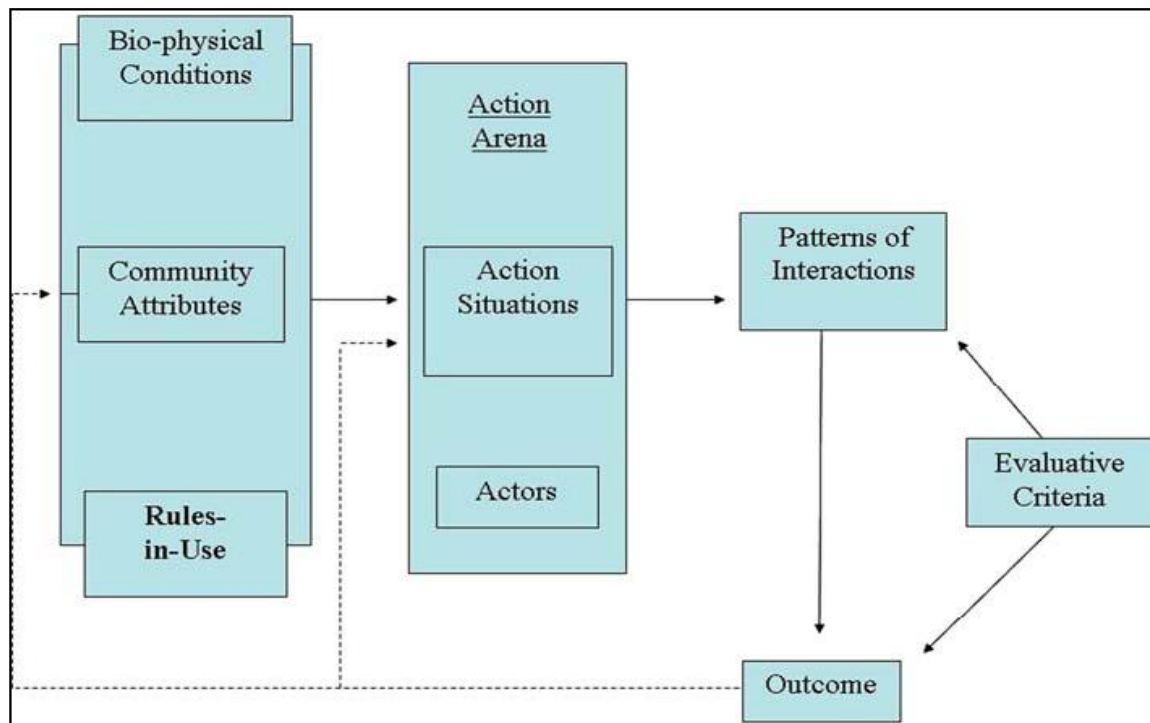 Bio-physical
Conditions
Community
Attributes
Rules-
in-Use
Action
Arena
Action
Situations
Actors
Patterns of
Interactions
Evaluative
Criteria
Outcome